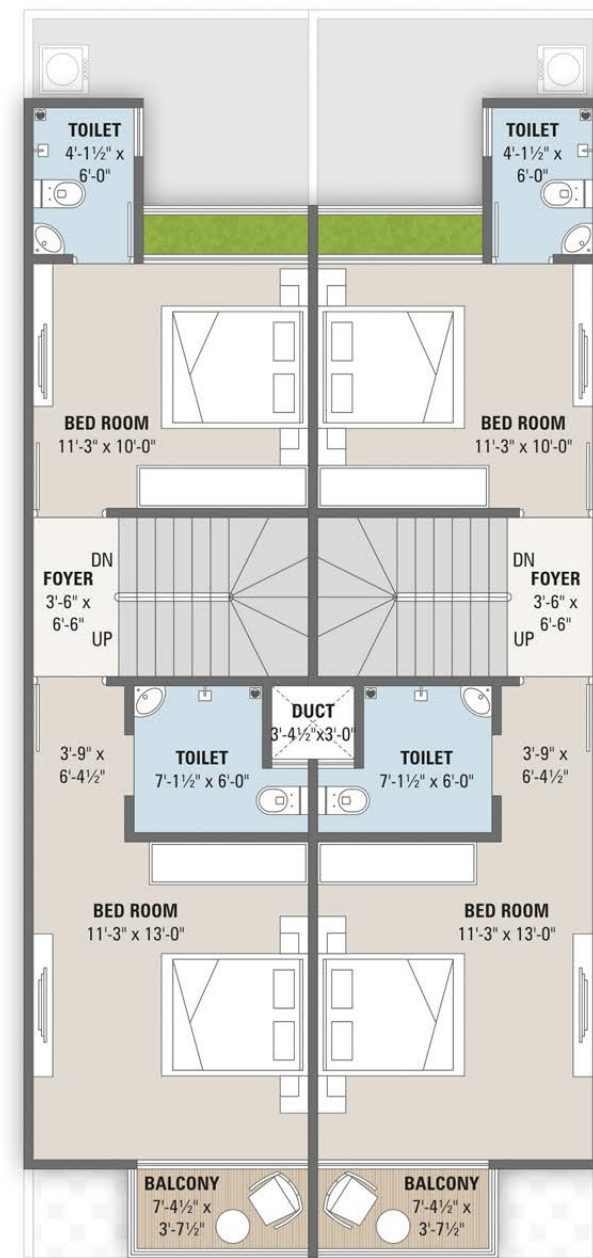 TOILET
4'-1½" x
6'-0"
TOILET
4'-1½" x
6'-0"
BED ROOM
11'-3" x 10'-0"
BED ROOM
11'-3" x 10'-0"
DN
FOYER
3'-6" x
6'-6"
UP
DN
FOYER
3'-6" x
6'-6"
UP
DUCT
3'-4½"x3'-0"
3'-9" x
6'-4½"
TOILET
7'-1½" x 6'-0"
TOILET
7'-1½" x 6'-0"
3'-9" x
6'-4½"
BED ROOM
11'-3" x 13'-0"
BED ROOM
11'-3" x 13'-0"
BALCONY
7'-4½" x
3'-7½"
BALCONY
7'-4½" x
3'-7½"